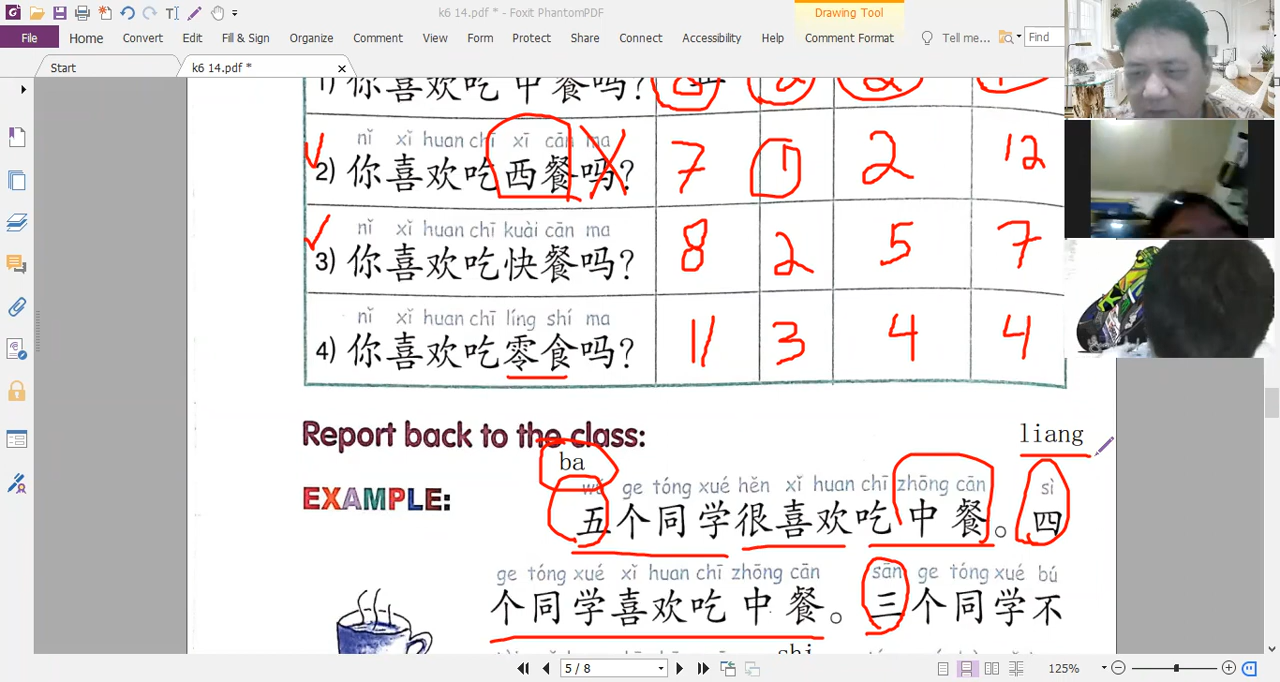 k6 14.pdf * - Foxit PhantomPDF
Drawing Tool
File Home Convert Edit Fill & Sign Organize Comment View Form Protect Share Connect Accessibility Help Comment Format Tell me... Find
Start k6 14.pdf *
1) 你喜欢吃中餐吗?
nǐ xǐ huan chī xī cān ma
2) 你喜欢吃西餐吗? 7 1 2 12
nǐ xǐ huan chī kuài cān ma
3) 你喜欢吃快餐吗? 8 2 5 7
nǐ xǐ huan chī líng shí ma
4) 你喜欢吃零食吗? 11 3 4 4
Report back to the class:
liang
ba
EXAMPLE:
wǔ ge tóng xué hěn xǐ huan chī zhōng cān sì
五个同学很喜欢吃中餐。四
ge tóng xué xǐ huan chī zhōng cān sān ge tóng xué bú
个同学喜欢吃中餐。三个同学不
shi
5 / 8
125%